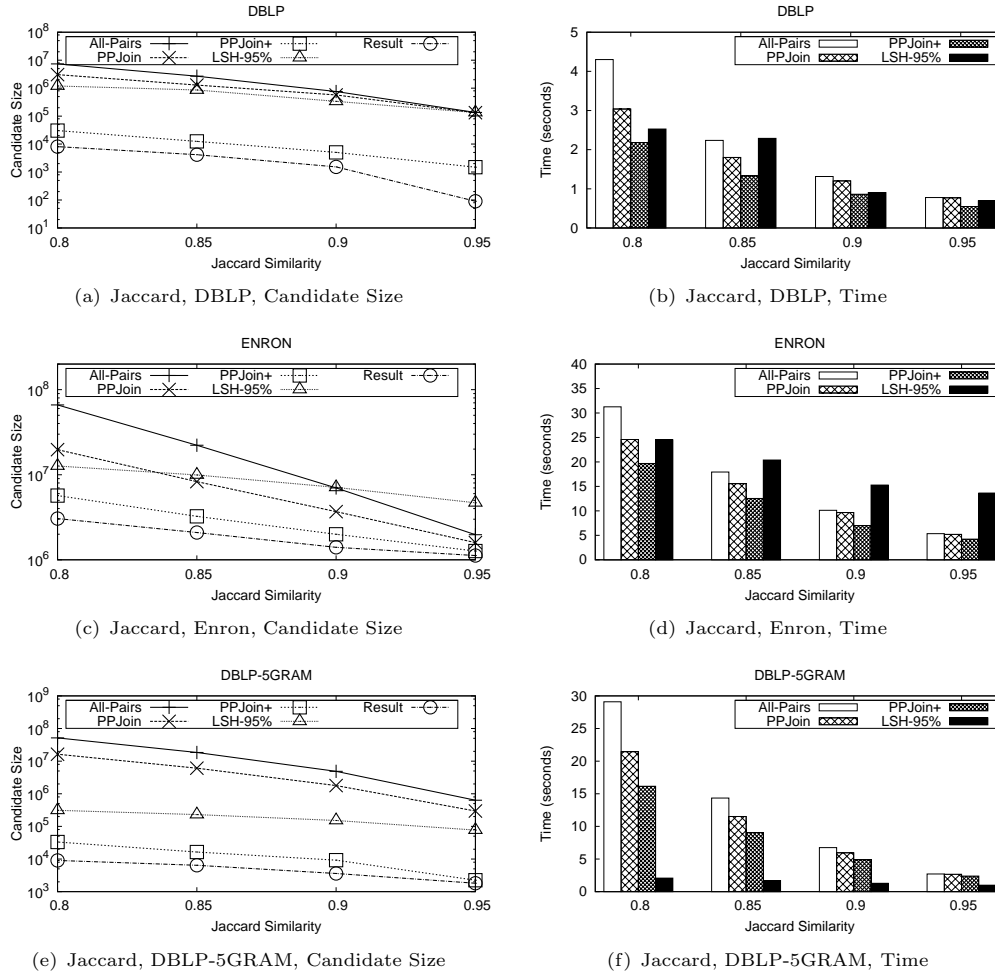 DBLP
10^8
10^7
10^6
10^5
10^4
10^3
10^2
10^1
Candidate Size
All-Pairs
PPJoin
PPJoin+
LSH-95%
Result
0.8 0.85 0.9 0.95
Jaccard Similarity
(a) Jaccard, DBLP, Candidate Size
DBLP
5
4
3
2
1
0
Time (seconds)
All-Pairs
PPJoin
PPJoin+
LSH-95%
0.8 0.85 0.9 0.95
Jaccard Similarity
(b) Jaccard, DBLP, Time
ENRON
10^8
10^7
10^6
Candidate Size
All-Pairs
PPJoin
PPJoin+
LSH-95%
Result
0.8 0.85 0.9 0.95
Jaccard Similarity
(c) Jaccard, Enron, Candidate Size
ENRON
40
35
30
25
20
15
10
5
0
Time (seconds)
All-Pairs
PPJoin
PPJoin+
LSH-95%
0.8 0.85 0.9 0.95
Jaccard Similarity
(d) Jaccard, Enron, Time
DBLP-5GRAM
10^9
10^8
10^7
10^6
10^5
10^4
10^3
Candidate Size
All-Pairs
PPJoin
PPJoin+
LSH-95%
Result
0.8 0.85 0.9 0.95
Jaccard Similarity
(e) Jaccard, DBLP-5GRAM, Candidate Size
DBLP-5GRAM
30
25
20
15
10
5
0
Time (seconds)
All-Pairs
PPJoin
PPJoin+
LSH-95%
0.8 0.85 0.9 0.95
Jaccard Similarity
(f) Jaccard, DBLP-5GRAM, Time